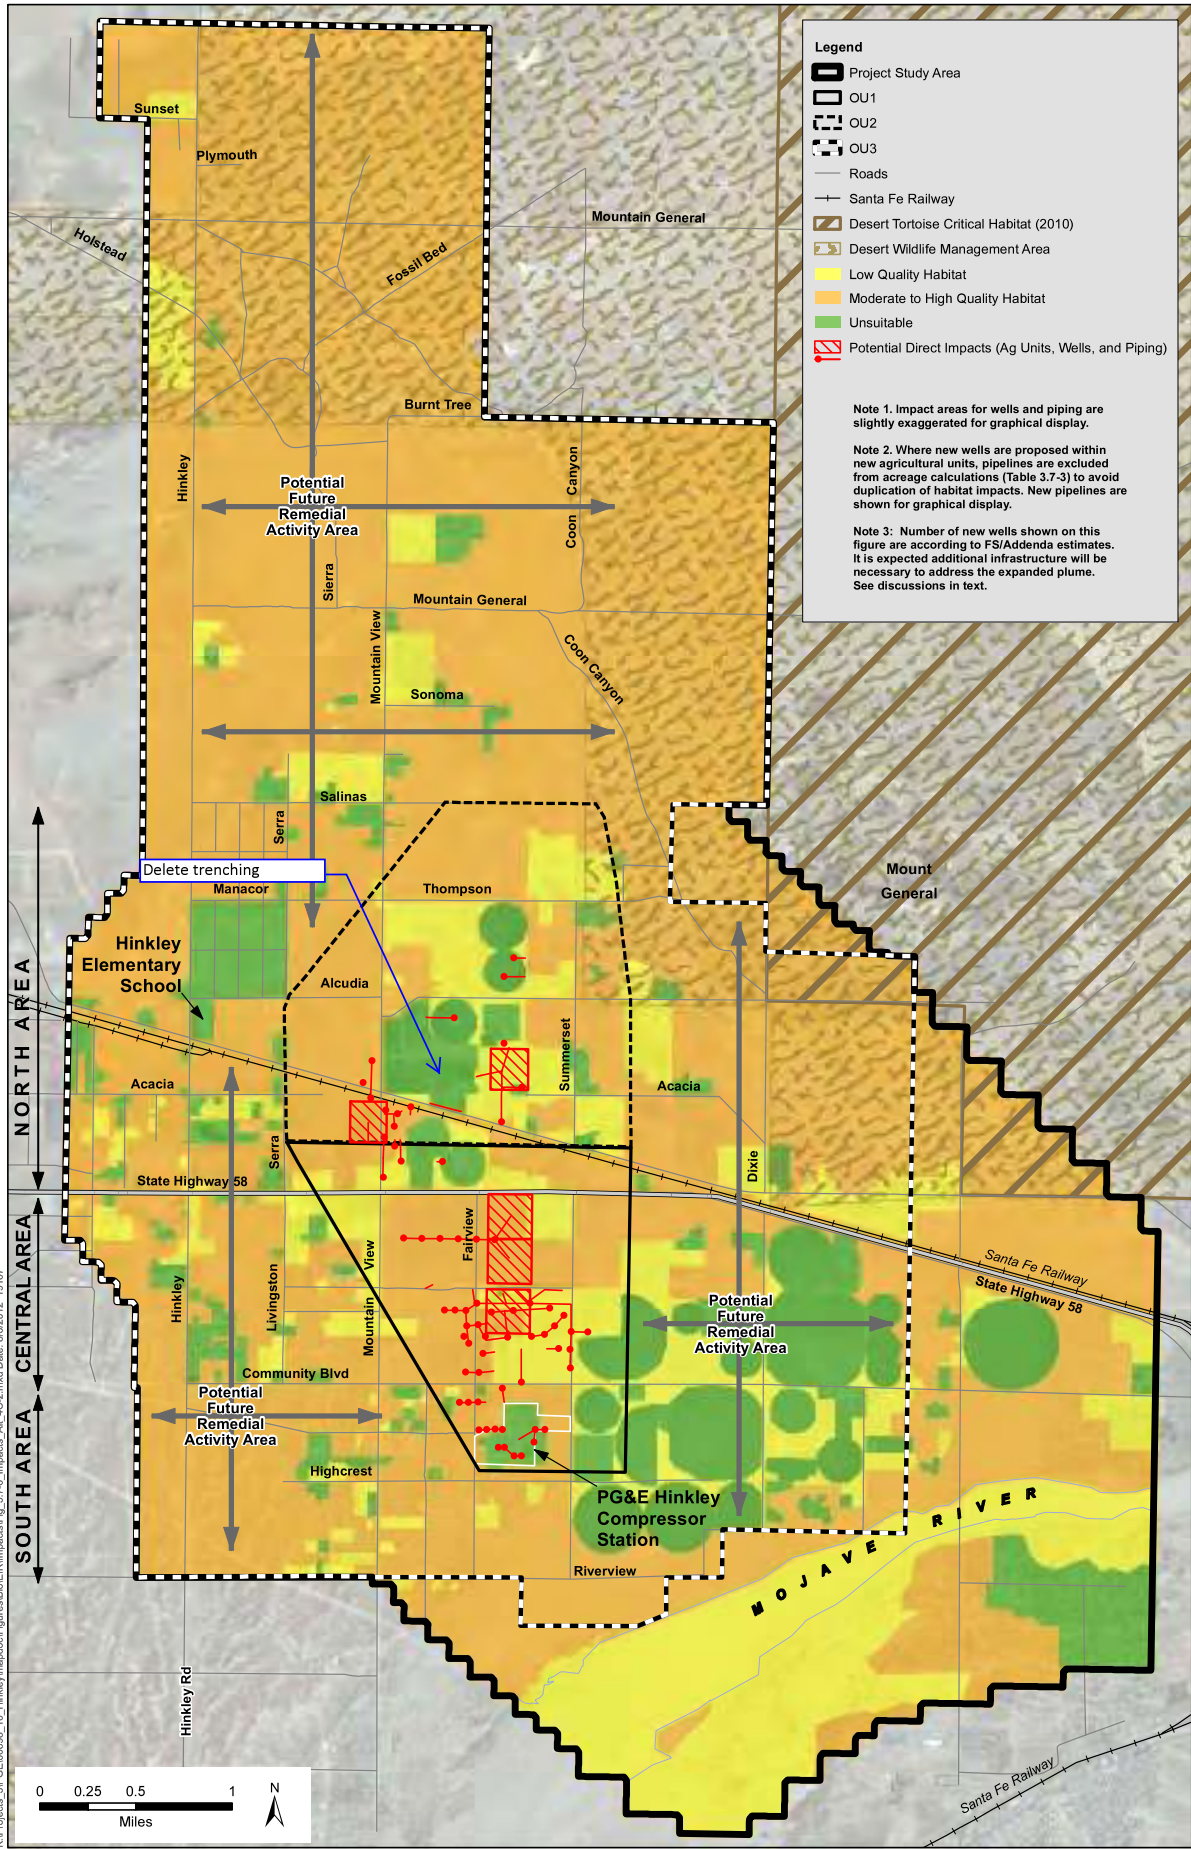 Legend
Project Study Area
OU1
OU2
OU3
Roads
Santa Fe Railway
Desert Tortoise Critical Habitat (2010)
Desert Wildlife Management Area
Low Quality Habitat
Moderate to High Quality Habitat
Unsuitable
Potential Direct Impacts (Ag Units, Wells, and Piping)
Note 1. Impact areas for wells and piping are
slightly exaggerated for graphical display.
Note 2. Where new wells are proposed within
new agricultural units, pipelines are excluded
from acreage calculations (Table 3.7-3) to avoid
duplication of habitat impacts. New pipelines are
shown for graphical display.
Note 3: Number of new wells shown on this
figure are according to FS/Addenda estimates.
It is expected additional infrastructure will be
necessary to address the expanded plume.
See discussions in text.
Sunset
Plymouth
Holstead
Fossil Bed
Mountain General
Burnt Tree
Hinkley
Potential
Future
Remedial
Activity Area
Canyon
Coon
Sierra
Mountain General
Mountain View
Coon Canyon
Sonoma
Salinas
Serra
Delete trenching
Manacor
Thompson
Mount
General
Hinkley
Elementary
School
Alcudia
NORTH AREA
Summerset
Acacia
Acacia
Serra
Dixie
State Highway 58
CENTRAL AREA
Fairview
View
Mountain
Livingston
Hinkley
Santa Fe Railway
State Highway 58
Potential
Future
Remedial
Activity Area
Community Blvd
Potential
Future
Remedial
Activity Area
SOUTH AREA
Highcrest
PG&E Hinkley
Compressor
Station
MOJAVE RIVER
Riverview
Hinkley Rd
Santa Fe Railway
0 0.25 0.5 1
Miles
N